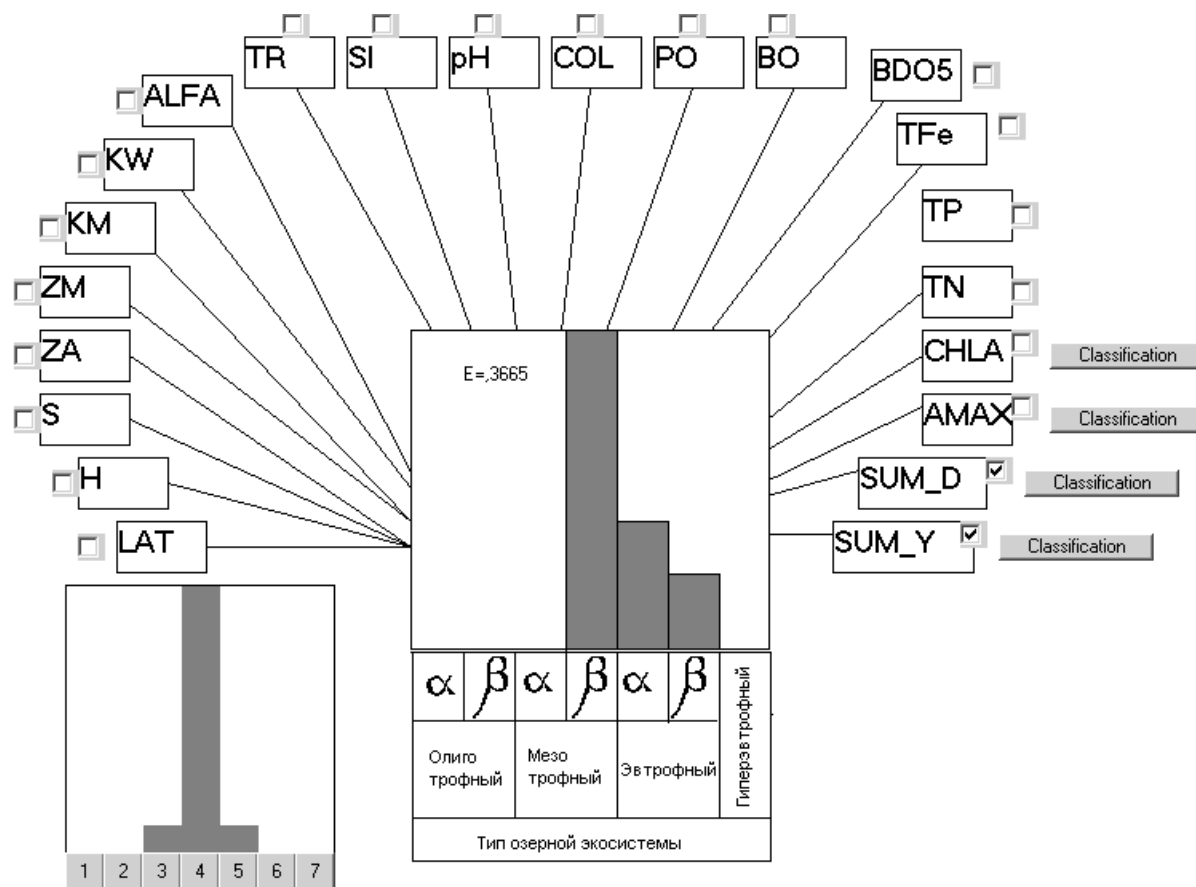 TR
SI
pH
COL
PO
BO
BDO5
ALFA
TFe
KW
TP
KM
ZM
TN
ZA
CHLA
Classification
E=,3665
S
AMAX
Classification
H
SUM_D
Classification
LAT
SUM_Y
Classification
α β α β α β
Гиперэвтрофный
Олиго
трофный
Мезо
трофный
Эвтрофный
Тип озерной экосистемы
1 2 3 4 5 6 7